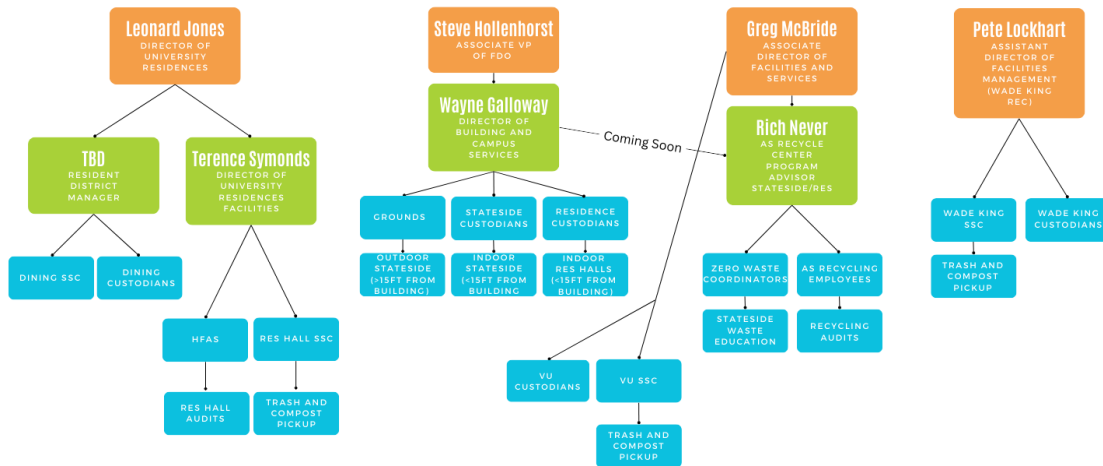 Leonard Jones
DIRECTOR OF
UNIVERSITY
RESIDENCES
Steve Hollenhorst
ASSOCIATE VP
OF FDO
Greg McBride
ASSOCIATE
DIRECTOR OF
FACILITIES AND
SERVICES
Pete Lockhart
ASSISTANT
DIRECTOR OF
FACILITIES
MANAGEMENT
(WADE KING
REC)
TBD
RESIDENT
DISTRICT
MANAGER
Terence Symonds
DIRECTOR OF
UNIVERSITY
RESIDENCES
FACILITIES
Wayne Galloway
DIRECTOR OF
BUILDING AND
CAMPUS
SERVICES
Coming Soon
Rich Never
AS RECYCLE
CENTER
PROGRAM
ADVISOR
STATESIDE/RES
DINING SSC
DINING
CUSTODIANS
GROUNDS
STATESIDE
CUSTODIANS
RESIDENCE
CUSTODIANS
OUTDOOR
STATESIDE
(>15FT FROM
BUILDING)
INDOOR
STATESIDE
(<15FT FROM
BUILDING
INDOOR
RES HALLS
(<15FT FROM
BUILDING)
ZERO WASTE
COORDINATORS
AS RECYCLING
EMPLOYEES
STATESIDE
WASTE
EDUCATION
RECYCLING
AUDITS
WADE KING
SSC
WADE KING
CUSTODIANS
TRASH AND
COMPOST
PICKUP
HFAS
RES HALL SSC
RES HALL
AUDITS
TRASH AND
COMPOST
PICKUP
VU
CUSTODIANS
VU SSC
TRASH AND
COMPOST
PICKUP